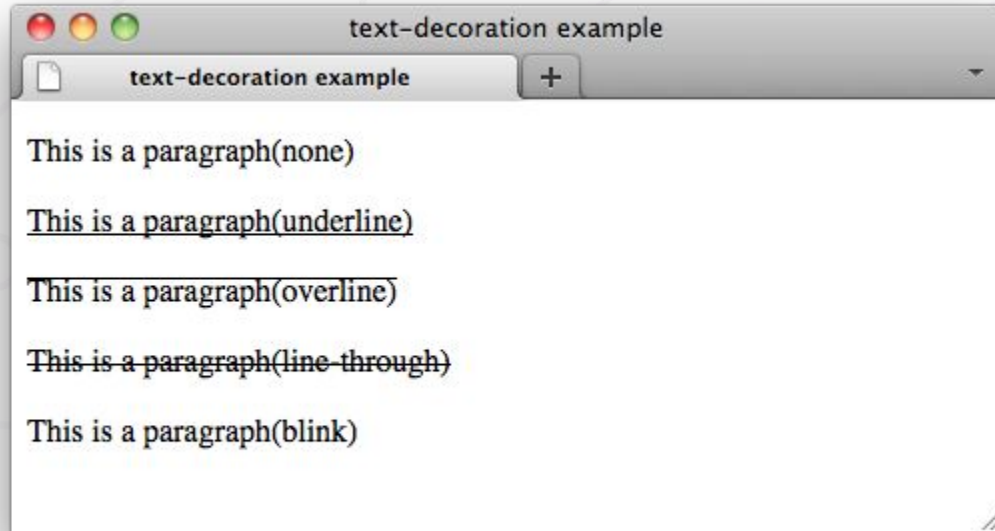 text-decoration example
text-decoration example +
This is a paragraph(none)
This is a paragraph(underline)
This is a paragraph(overline)
This is a paragraph(line-through)
This is a paragraph(blink)